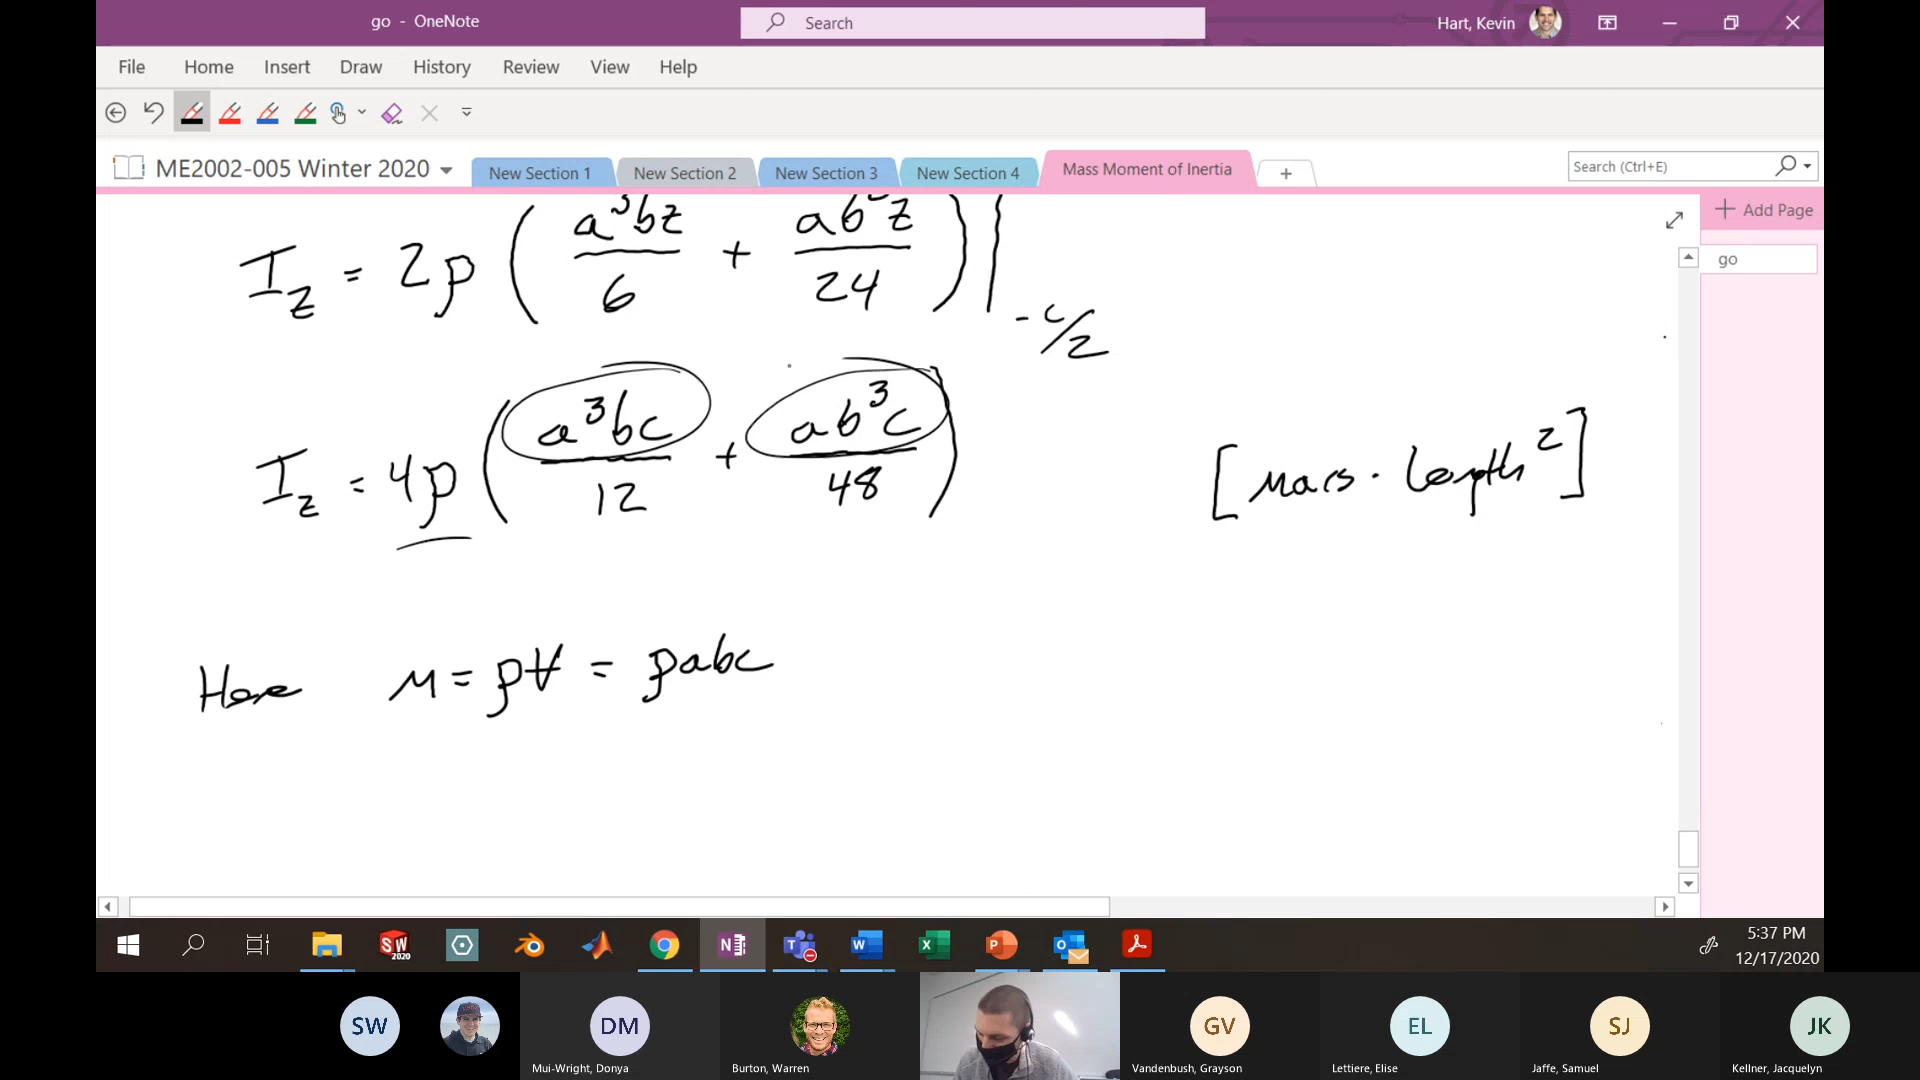 go - OneNote
Search
Hart, Kevin
File Home Insert Draw History Review View Help
ME2002-005 Winter 2020
New Section 1
New Section 2
New Section 3
New Section 4
Mass Moment of Inertia
+
Search (Ctrl+E)
Add Page
go
I_z = 2ρ ( a³bz/6 + ab³z/24 ) | -c/2
I_z = 4ρ ( a³bc/12 + ab³c/48 ) [mass · length²]
Here m = ρV = ρabc
SW 2020
5:37 PM
12/17/2020
SW
DM
GV
EL
SJ
JK
Mui-Wright, Donya
Burton, Warren
Vandenbush, Grayson
Lettiere, Elise
Jaffe, Samuel
Kellner, Jacquelyn